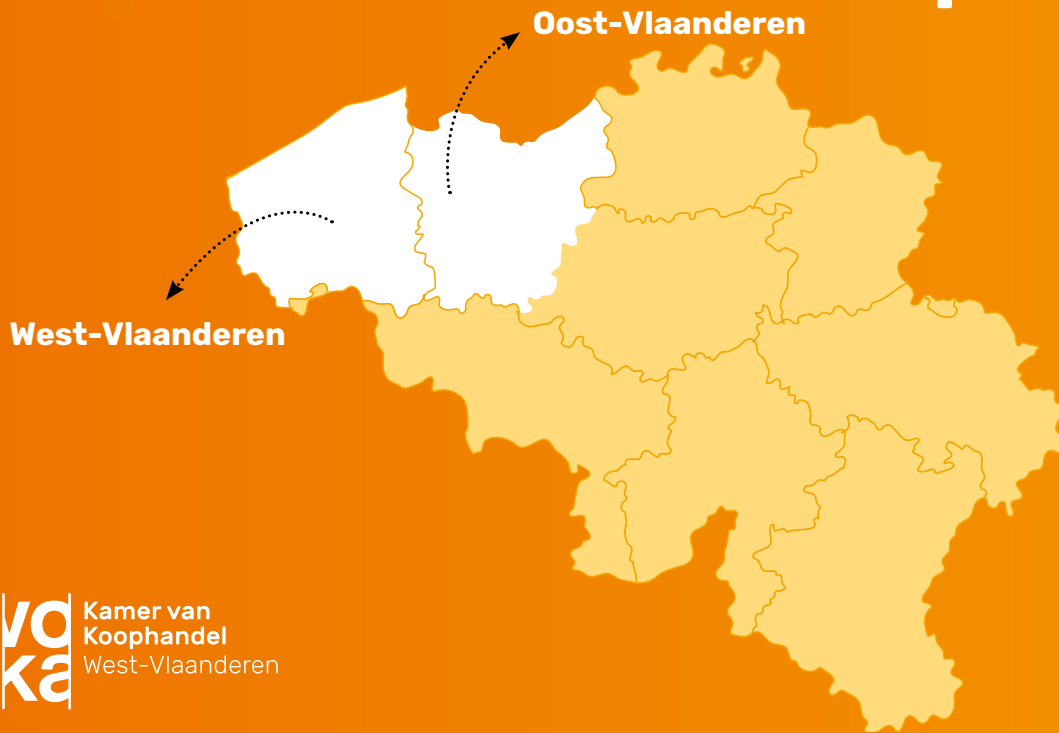 Oost-Vlaanderen
West-Vlaanderen
voka
Kamer van
Koophandel
West-Vlaanderen